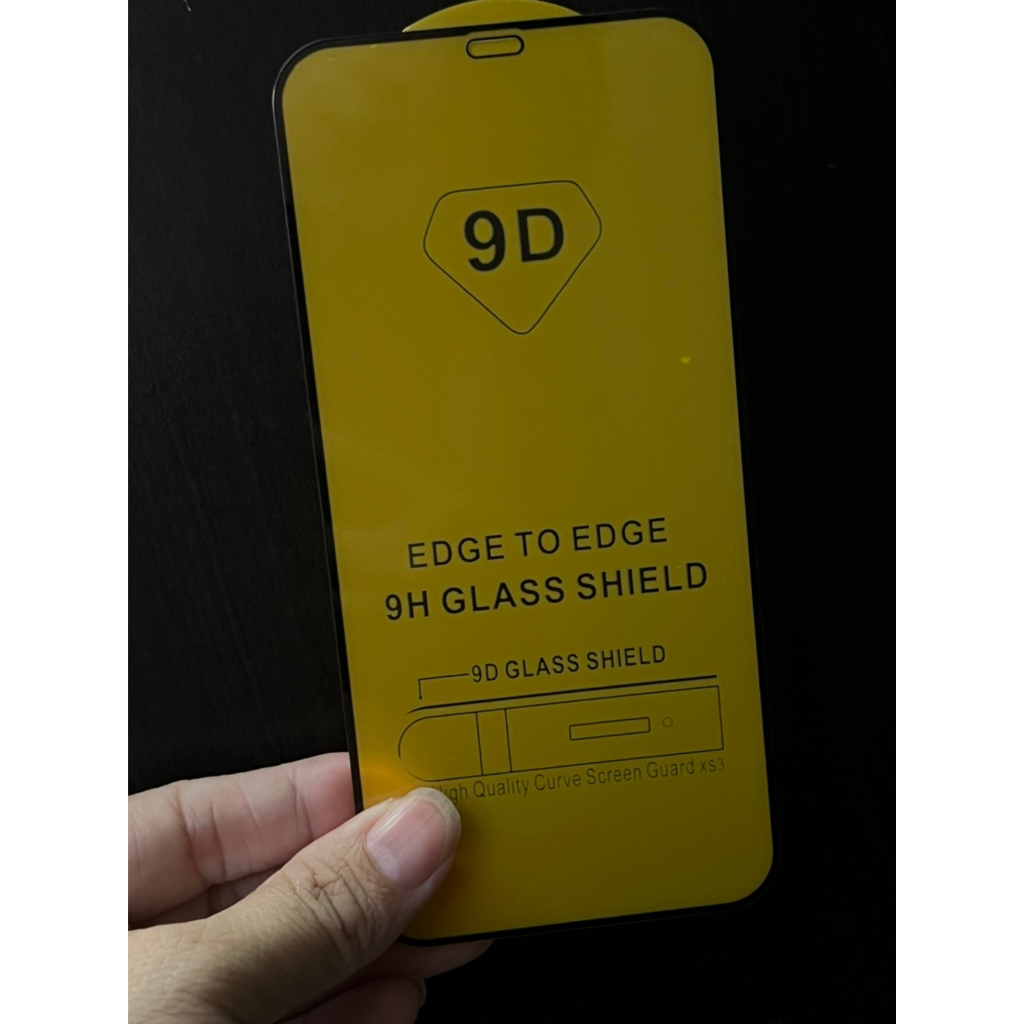 9D
EDGE TO EDGE
9H GLASS SHIELD
9D GLASS SHIELD
Quality Curve Screen Guard xs3